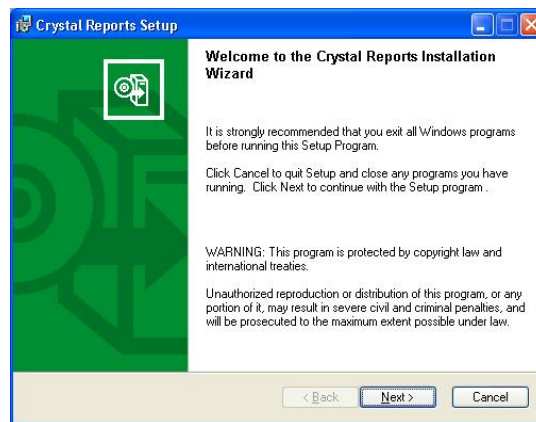 Crystal Reports Setup
Welcome to the Crystal Reports Installation
Wizard
It is strongly recommended that you exit all Windows programs
before running this Setup Program.
Click Cancel to quit Setup and close any programs you have
running. Click Next to continue with the Setup program .
WARNING: This program is protected by copyright law and
international treaties.
Unauthorized reproduction or distribution of this program, or any
portion of it, may result in severe civil and criminal penalties, and
will be prosecuted to the maximum extent possible under law.
< Back Next > Cancel